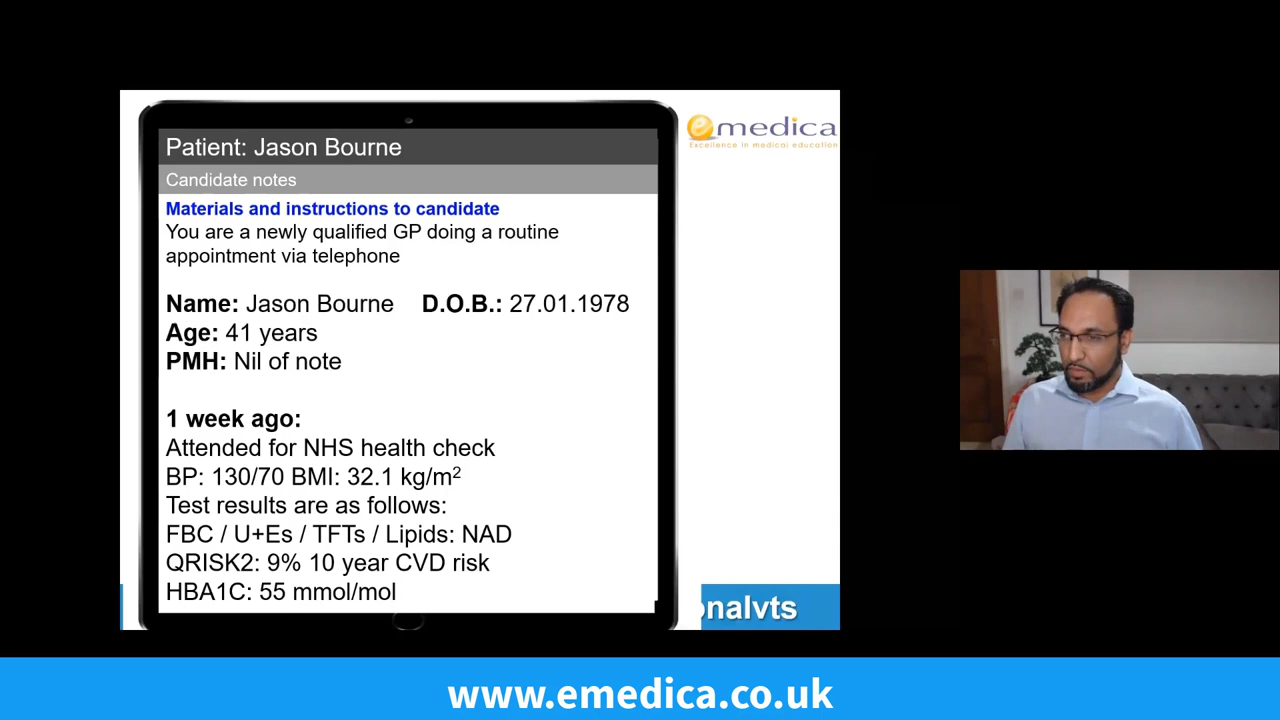 Patient: Jason Bourne
Candidate notes
Materials and instructions to candidate
You are a newly qualified GP doing a routine
appointment via telephone
Name: Jason Bourne D.O.B.: 27.01.1978
Age: 41 years
PMH: Nil of note
1 week ago:
Attended for NHS health check
BP: 130/70 BMI: 32.1 kg/m²
Test results are as follows:
FBC / U+Es / TFTs / Lipids: NAD
QRISK2: 9% 10 year CVD risk
HBA1C: 55 mmol/mol
emedica
Excellence in medical education
onalvts
www.emedica.co.uk